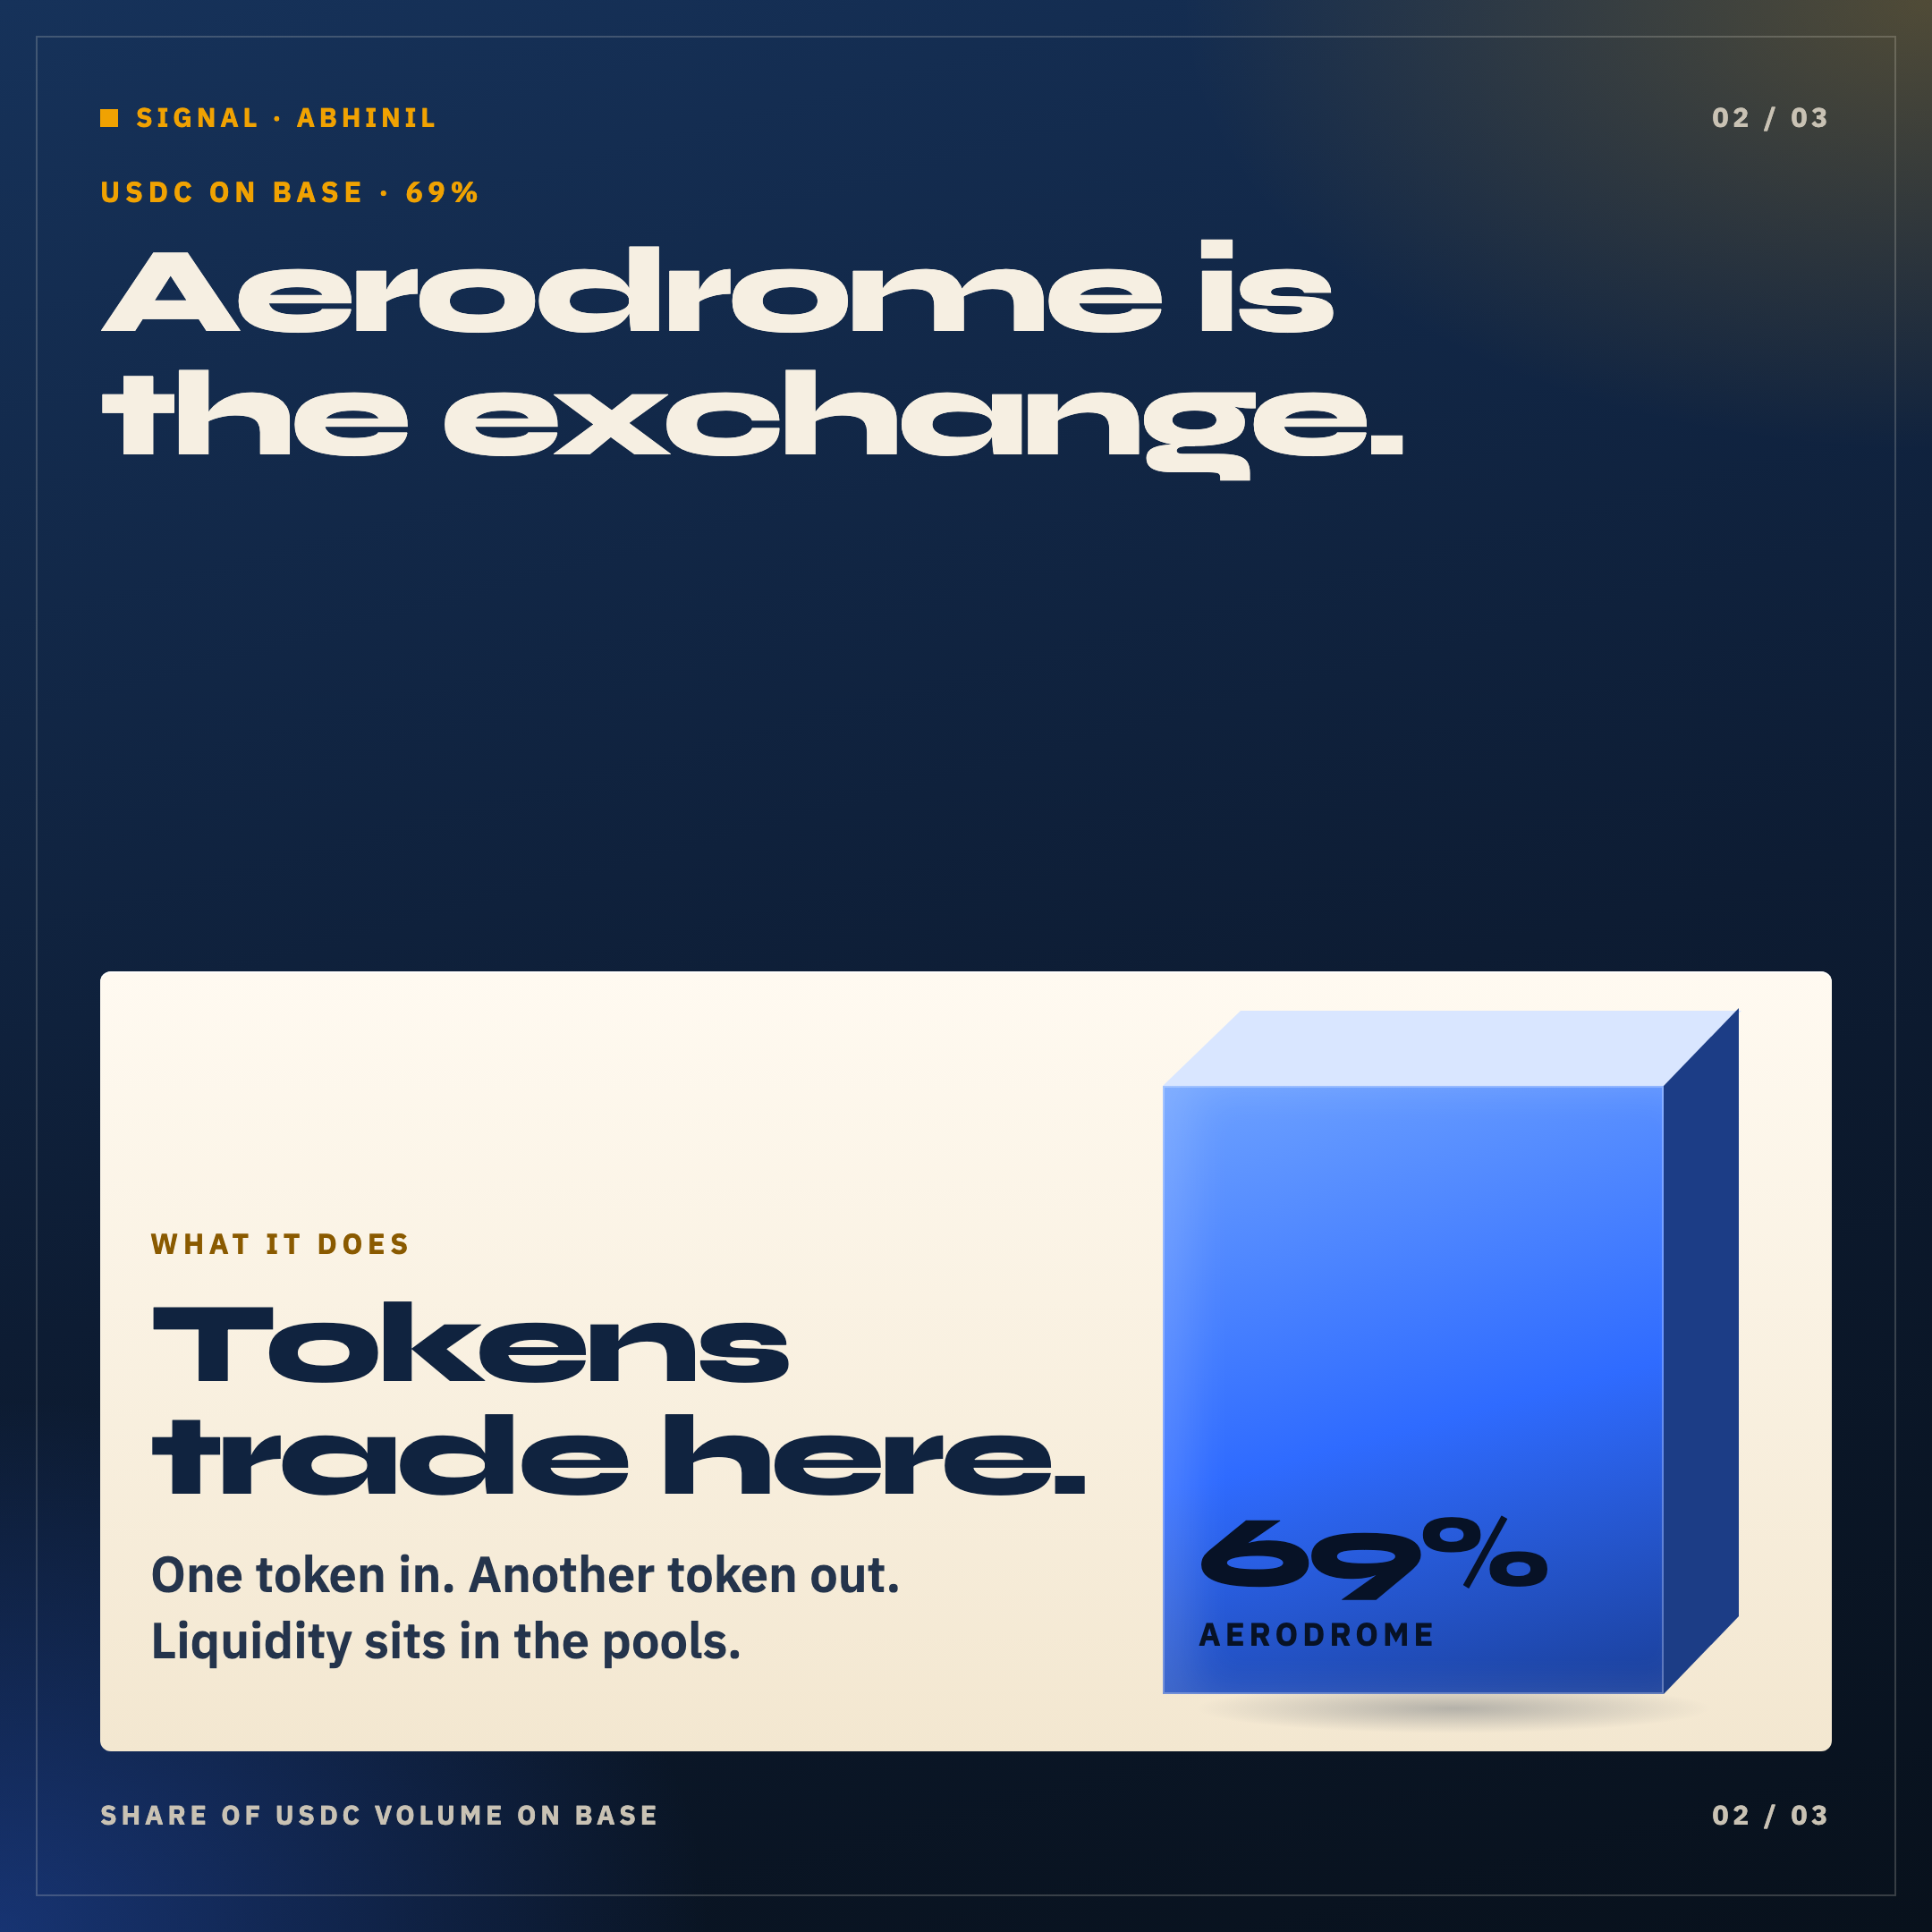 SIGNAL · ABHINIL
02 / 03
USDC ON BASE · 69%
Aerodrome is
the exchange.
WHAT IT DOES
Tokens
trade here.
One token in. Another token out.
Liquidity sits in the pools.
69%
AERODROME
SHARE OF USDC VOLUME ON BASE
02 / 03